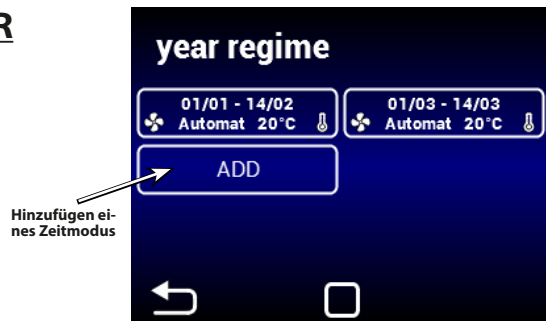 R
year regime
01/01 - 14/02
Automat 20°C
01/03 - 14/03
Automat 20°C
ADD
Hinzufügen ei-
nes Zeitmodus